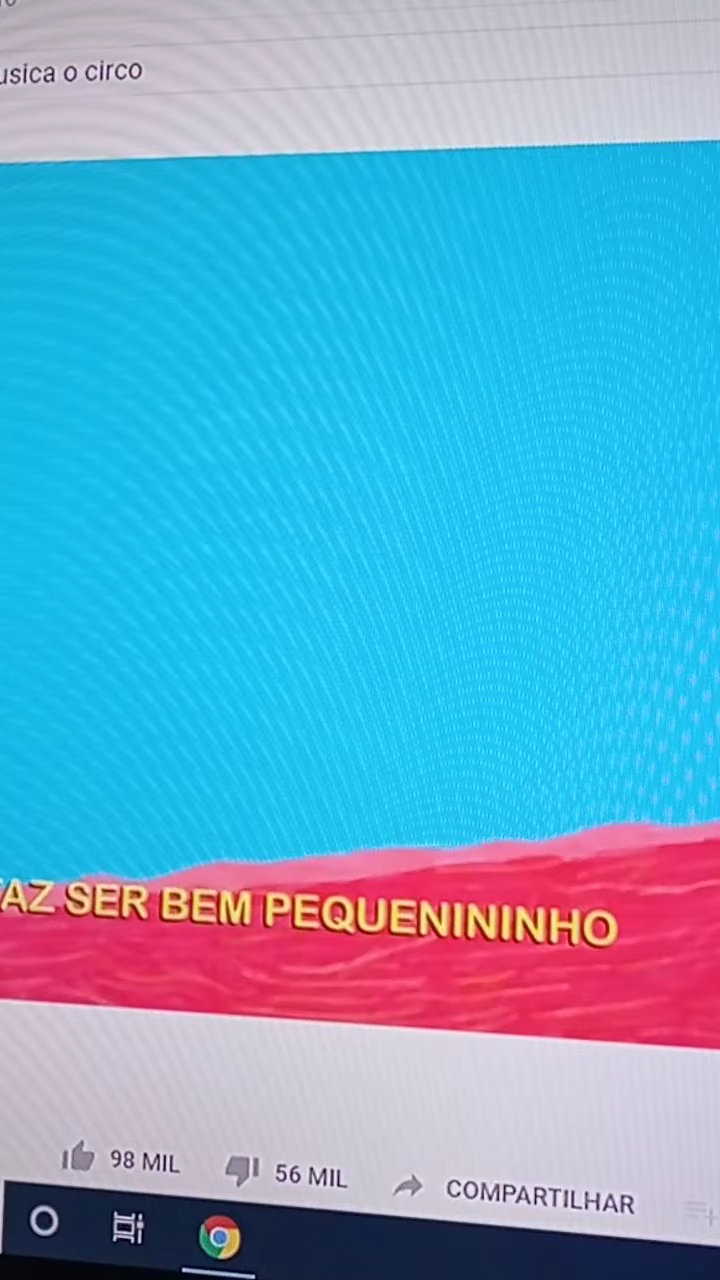 usica o circo
AZ SER BEM PEQUENININHO
98 MIL
56 MIL
COMPARTILHAR